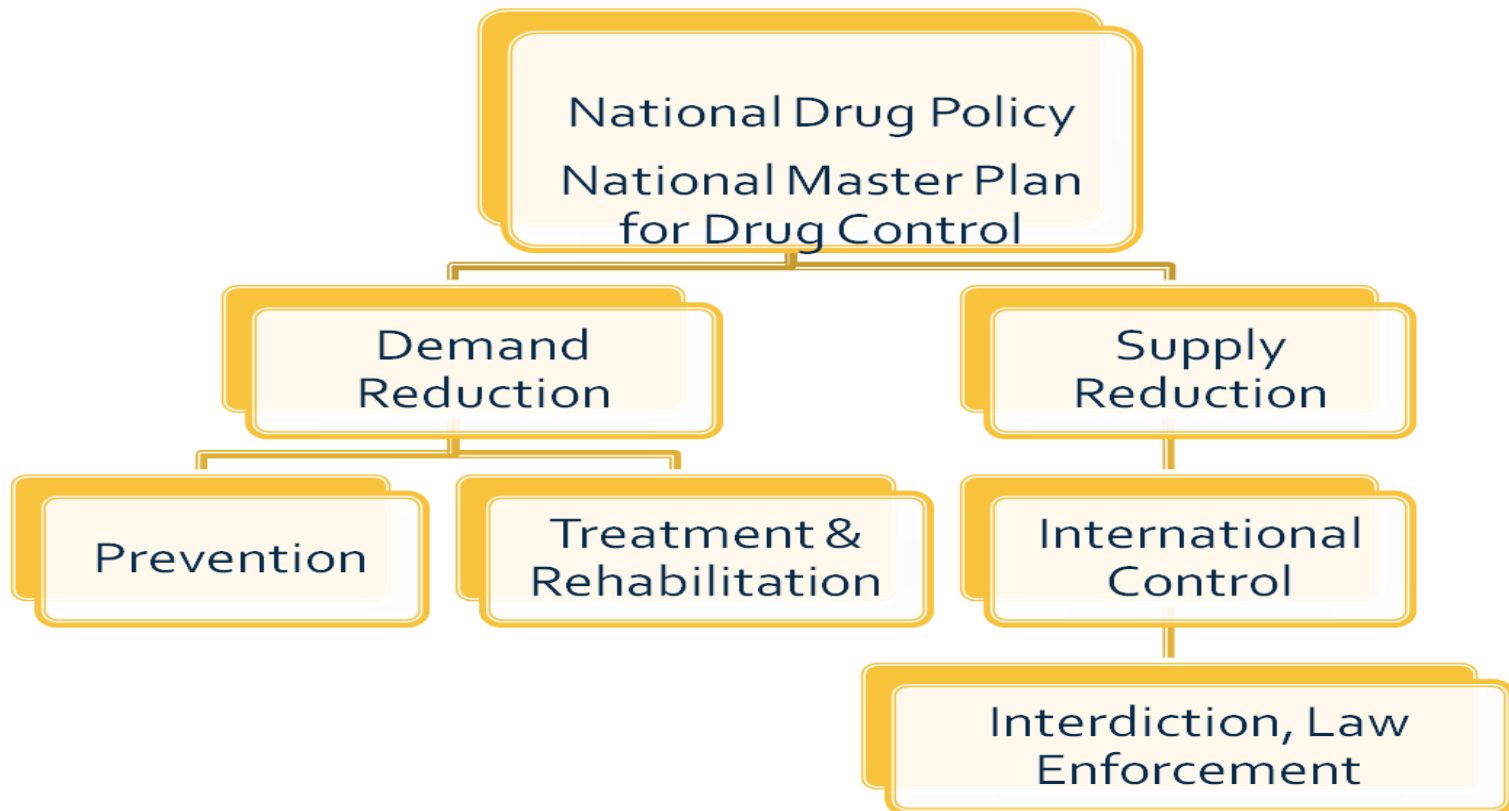 National Drug Policy
National Master Plan
for Drug Control
Demand
Reduction
Supply
Reduction
Prevention
Treatment &
Rehabilitation
International
Control
Interdiction, Law
Enforcement